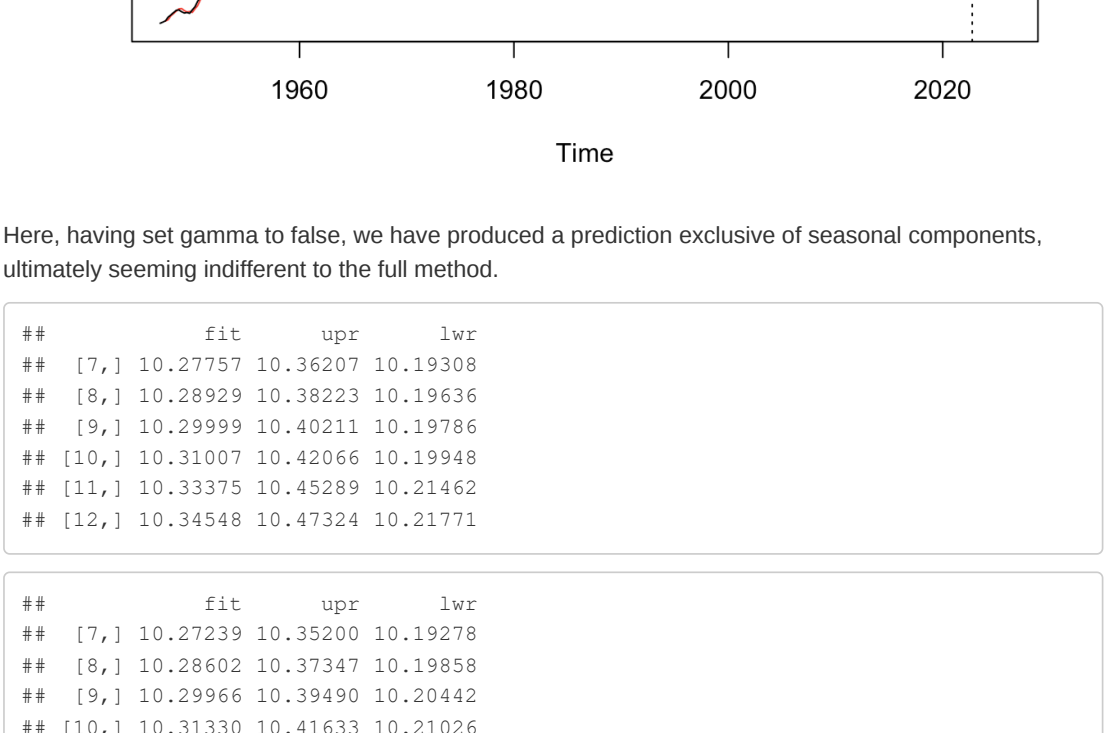 1960 1980 2000 2020
Time
Here, having set gamma to false, we have produced a prediction exclusive of seasonal components,
ultimately seeming indifferent to the full method.
##            fit      upr      lwr
##  [7,] 10.27757 10.36207 10.19308
##  [8,] 10.28929 10.38223 10.19636
##  [9,] 10.29999 10.40211 10.19786
## [10,] 10.31007 10.42066 10.19948
## [11,] 10.33375 10.45289 10.21462
## [12,] 10.34548 10.47324 10.21771
##            fit      upr      lwr
##  [7,] 10.27239 10.35200 10.19278
##  [8,] 10.28602 10.37347 10.19858
##  [9,] 10.29966 10.39490 10.20442
## [10,] 10.31330 10.41633 10.21026